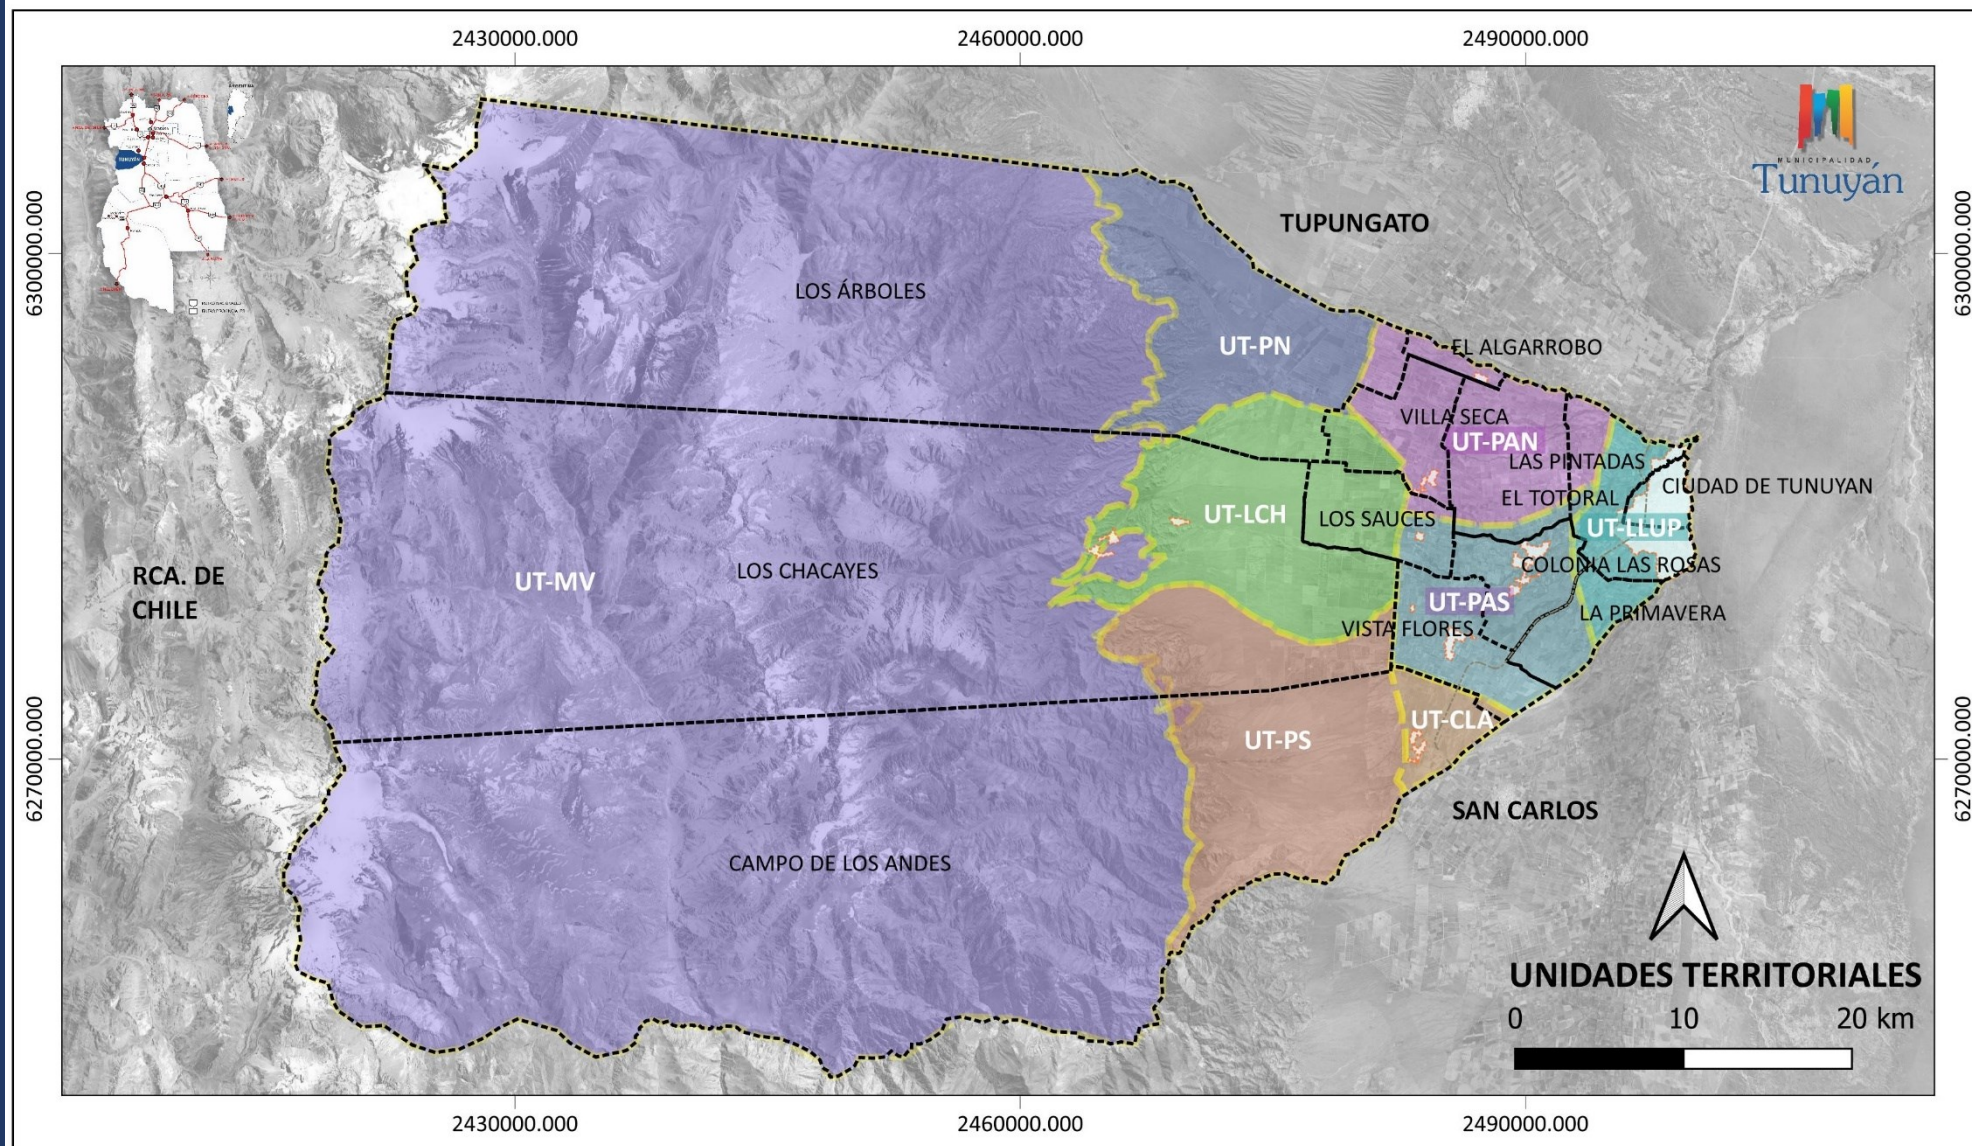 2430000.000
2460000.000
2490000.000
ARGENTINA
TUNUYÁN
MUNICIPALIDAD
Tunuyán
6300000.000
6300000.000
TUPUNGATO
LOS ÁRBOLES
UT-PN
EL ALGARROBO
VILLA SECA
UT-PAN
LAS PINTADAS
CIUDAD DE TUNUYAN
EL TOTORAL
UT-LCH
LOS SAUCES
UT-LLUP
RCA. DE
CHILE
UT-MV
LOS CHACAYES
COLONIA LAS ROSAS
UT-PAS
LA PRIMAVERA
VISTA FLORES
6270000.000
6270000.000
UT-CLA
UT-PS
SAN CARLOS
CAMPO DE LOS ANDES
UNIDADES TERRITORIALES
0 10 20 km
2430000.000
2460000.000
2490000.000